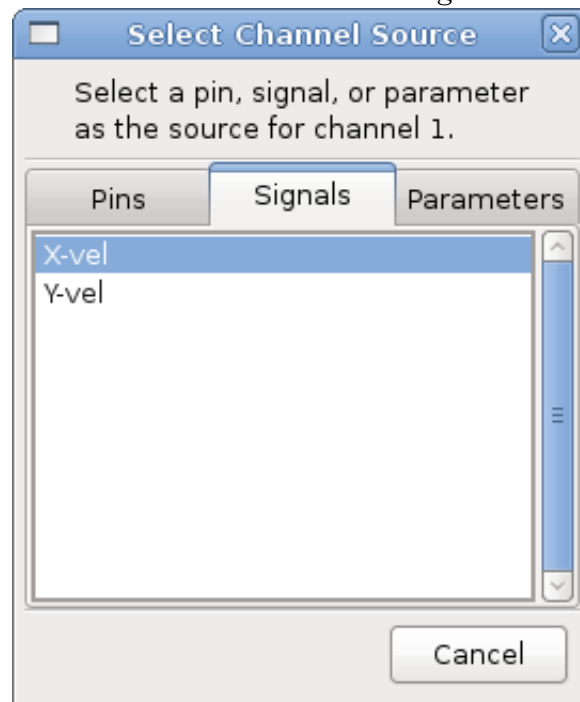 Select Channel Source
Select a pin, signal, or parameter
as the source for channel 1.
Pins Signals Parameters
X-vel
Y-vel
Cancel